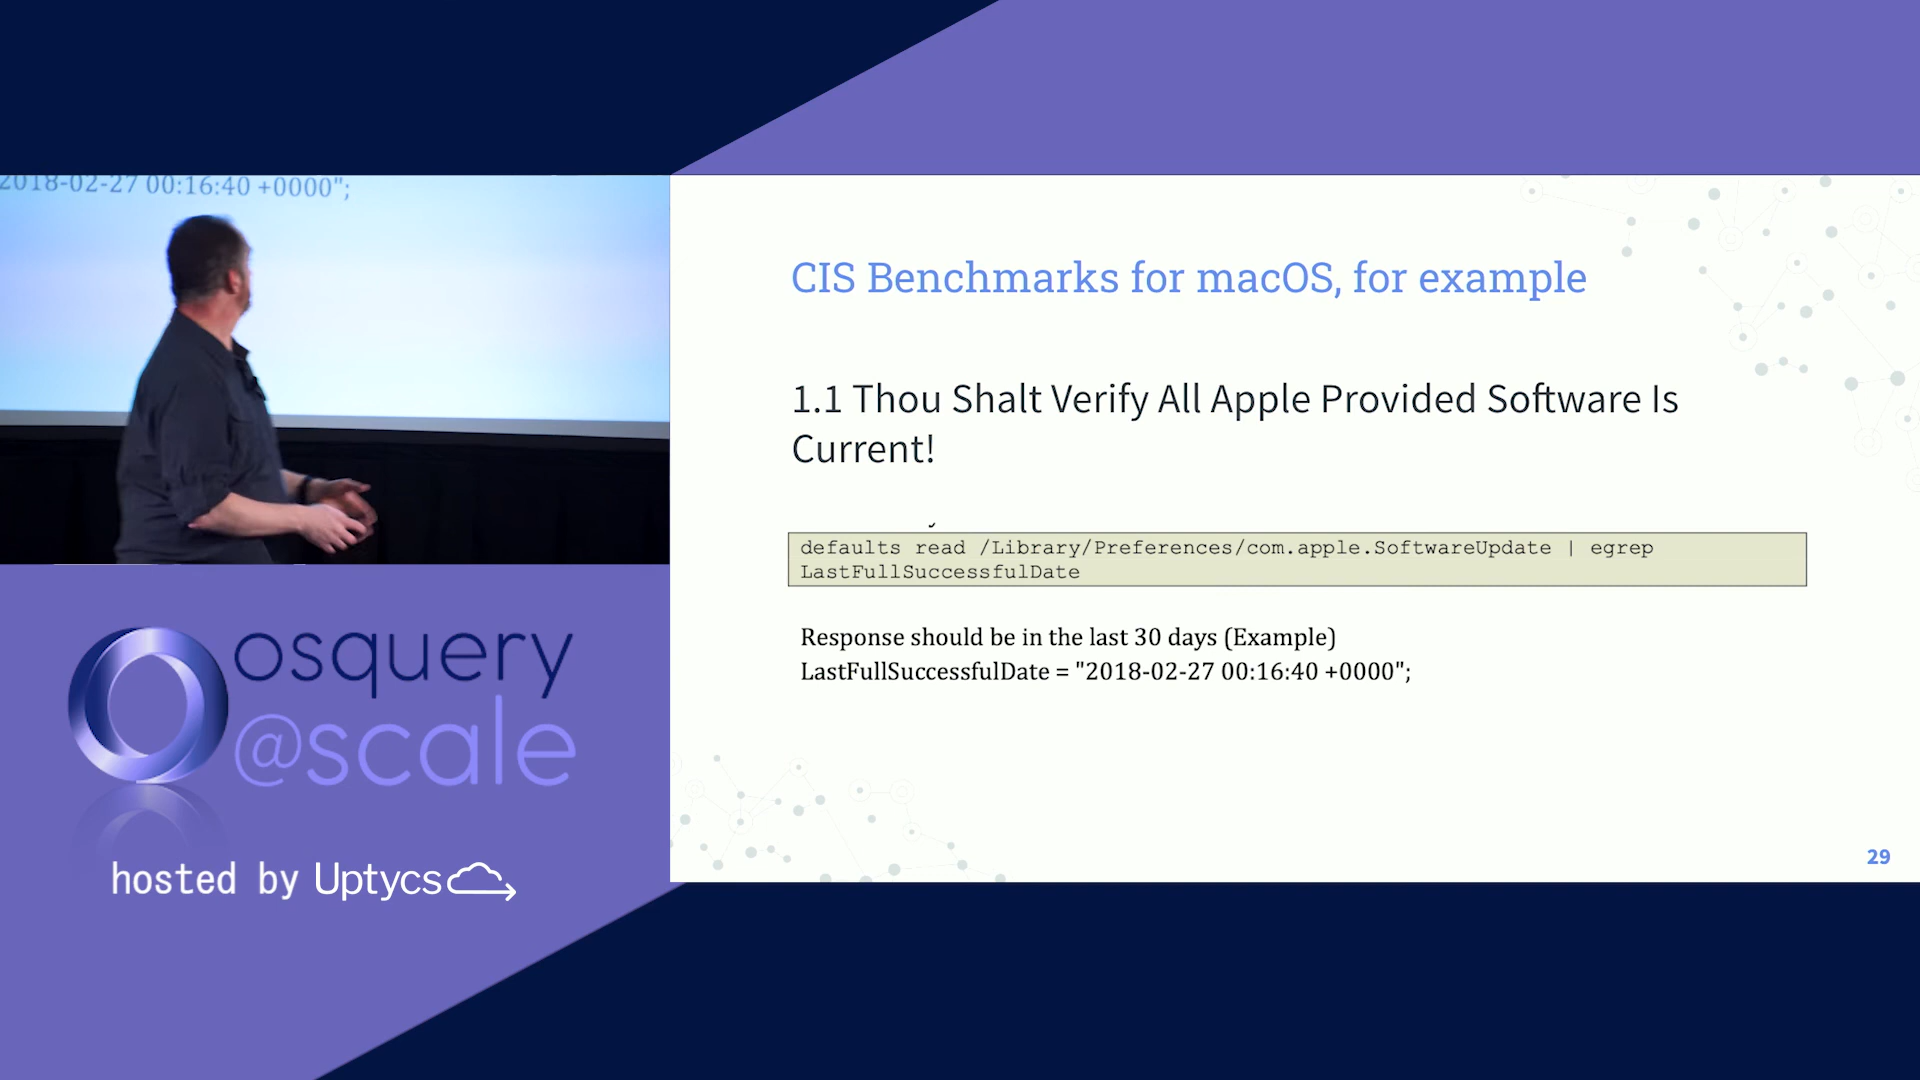 2018-02-27 00:16:40 +0000";
CIS Benchmarks for macOS, for example
1.1 Thou Shalt Verify All Apple Provided Software Is
Current!
defaults read /Library/Preferences/com.apple.SoftwareUpdate | egrep
LastFullSuccessfulDate
Response should be in the last 30 days (Example)
LastFullSuccessfulDate = "2018-02-27 00:16:40 +0000";
29
osquery
@scale
hosted by Uptycs